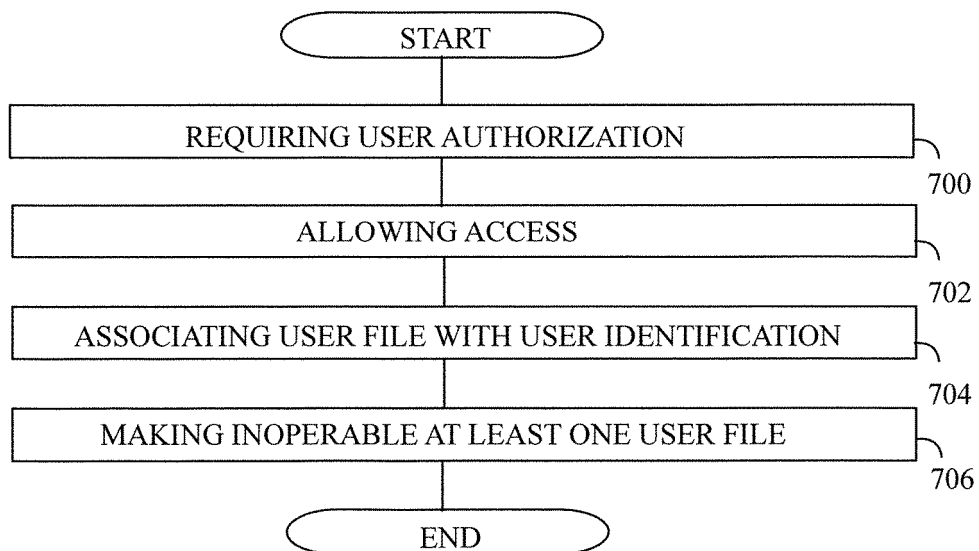 START
REQUIRING USER AUTHORIZATION
700
ALLOWING ACCESS
702
ASSOCIATING USER FILE WITH USER IDENTIFICATION
704
MAKING INOPERABLE AT LEAST ONE USER FILE
706
END